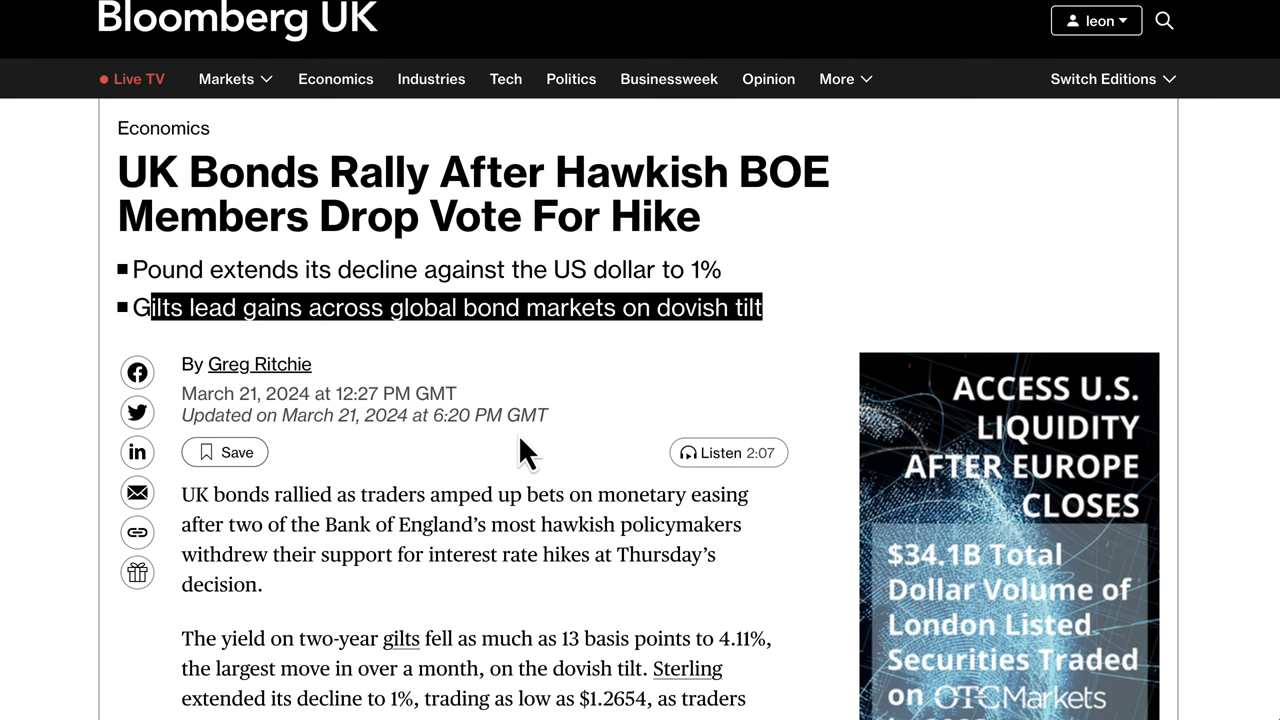 Bloomberg UK
leon
Live TV
Markets
Economics
Industries
Tech
Politics
Businessweek
Opinion
More
Switch Editions
Economics
UK Bonds Rally After Hawkish BOE
Members Drop Vote For Hike
Pound extends its decline against the US dollar to 1%
Gilts lead gains across global bond markets on dovish tilt
By Greg Ritchie
March 21, 2024 at 12:27 PM GMT
Updated on March 21, 2024 at 6:20 PM GMT
Save
Listen 2:07
UK bonds rallied as traders amped up bets on monetary easing
after two of the Bank of England’s most hawkish policymakers
withdrew their support for interest rate hikes at Thursday’s
decision.
The yield on two-year gilts fell as much as 13 basis points to 4.11%,
the largest move in over a month, on the dovish tilt. Sterling
extended its decline to 1%, trading as low as $1.2654, as traders
ACCESS U.S.
LIQUIDITY
AFTER EUROPE
CLOSES
$34.1B Total
Dollar Volume of
London Listed
Securities Traded
on OTC Markets